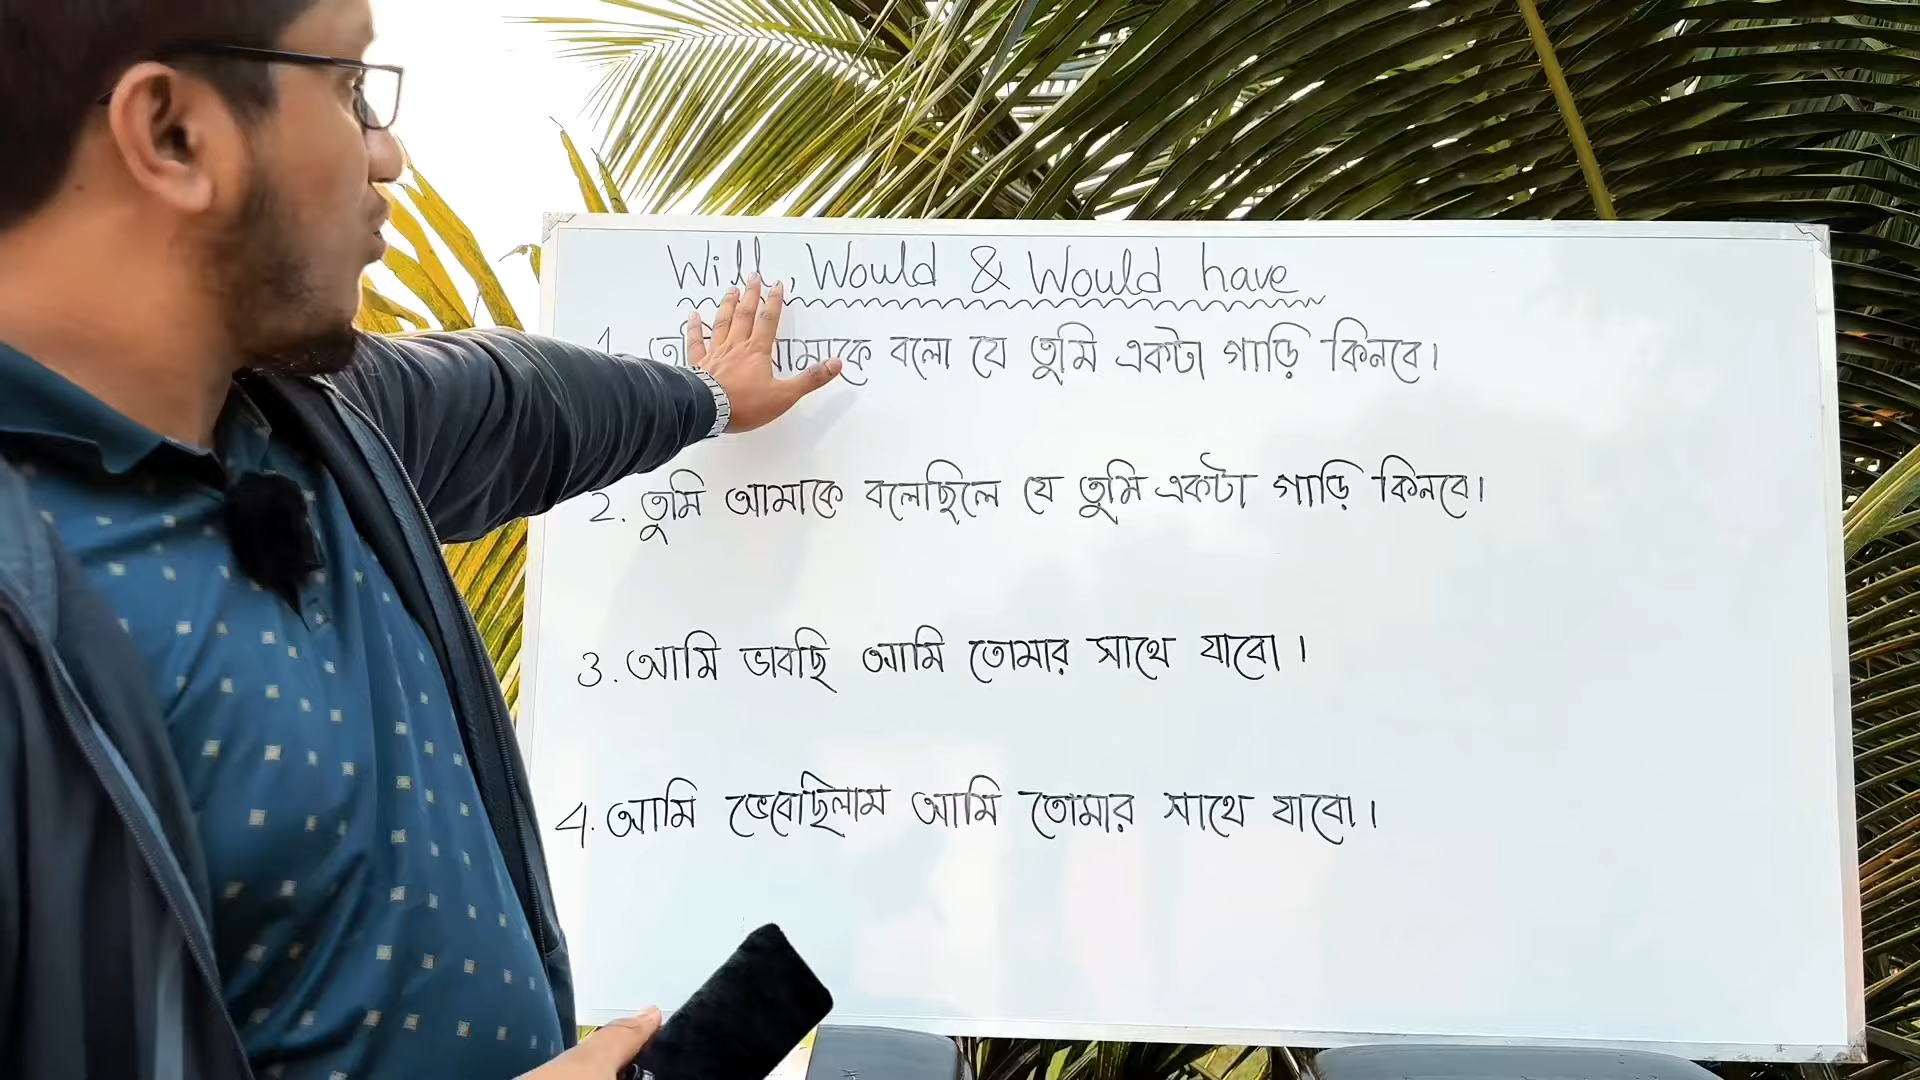 Will, Would & Would have
1. আমাকে বলো যে তুমি একটা গাড়ি কিনবে।
2. তুমি আমাকে বলেছিলে যে তুমি একটা গাড়ি কিনবে।
3. আমি ভাবছি আমি তোমার সাথে যাবো।
4. আমি ভেবেছিলাম আমি তোমার সাথে যাবো।